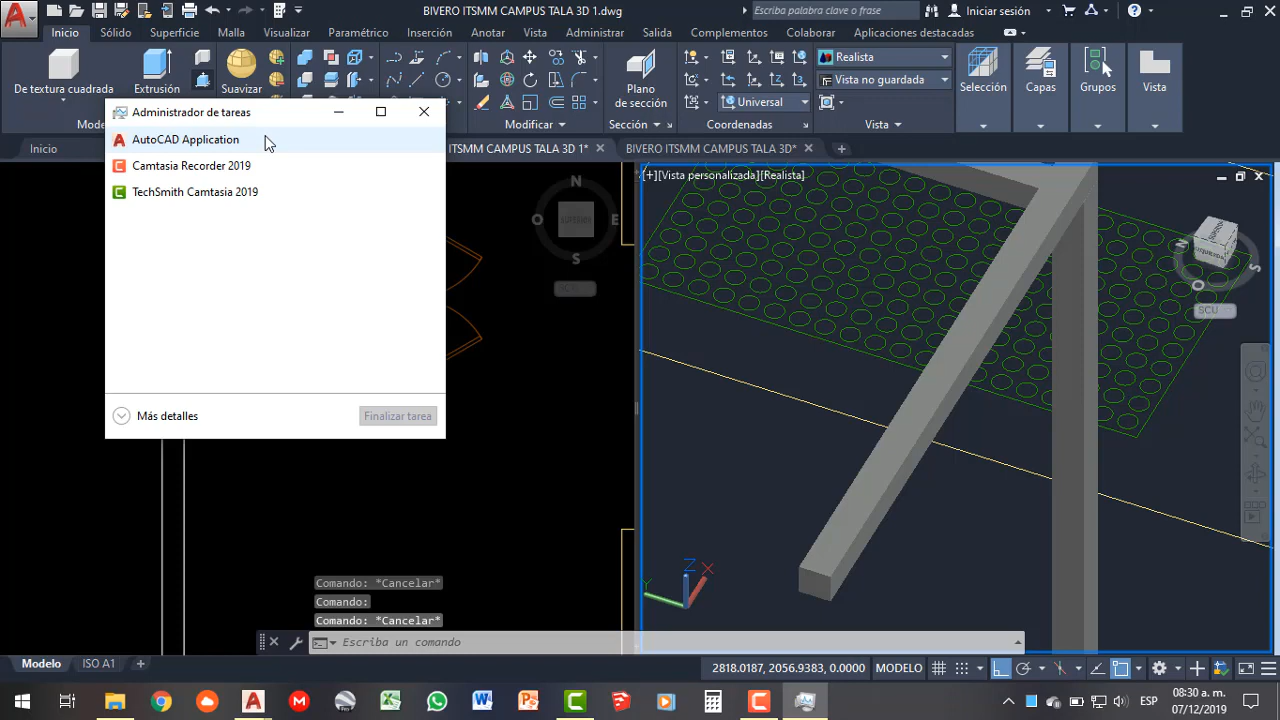 BIVERO ITSMM CAMPUS TALA 3D 1.dwg
Escriba palabra clave o frase
Iniciar sesión
Inicio Sólido Superficie Malla Visualizar Paramétrico Inserción Anotar Vista Administrar Salida Complementos Colaborar Aplicaciones destacadas
De textura cuadrada
Extrusión
Suavizar
Plano
de sección
Realista
Vista no guardada
Universal
Selección
Capas
Grupos
Vista
Modificar
Sección
Coordenadas
Vista
Inicio
ITSMM CAMPUS TALA 3D 1*
BIVERO ITSMM CAMPUS TALA 3D*
Administrador de tareas
AutoCAD Application
Camtasia Recorder 2019
TechSmith Camtasia 2019
Más detalles
Finalizar tarea
N
O
SUPERIOR
E
S
SCU
[+][Vista personalizada][Realista]
N
S
O
SCU
Z
X
Y
Comando: *Cancelar*
Comando:
Comando: *Cancelar*
Escriba un comando
Modelo
ISO A1
2818.0187, 2056.9383, 0.0000
MODELO
ESP
08:30 a. m.
07/12/2019